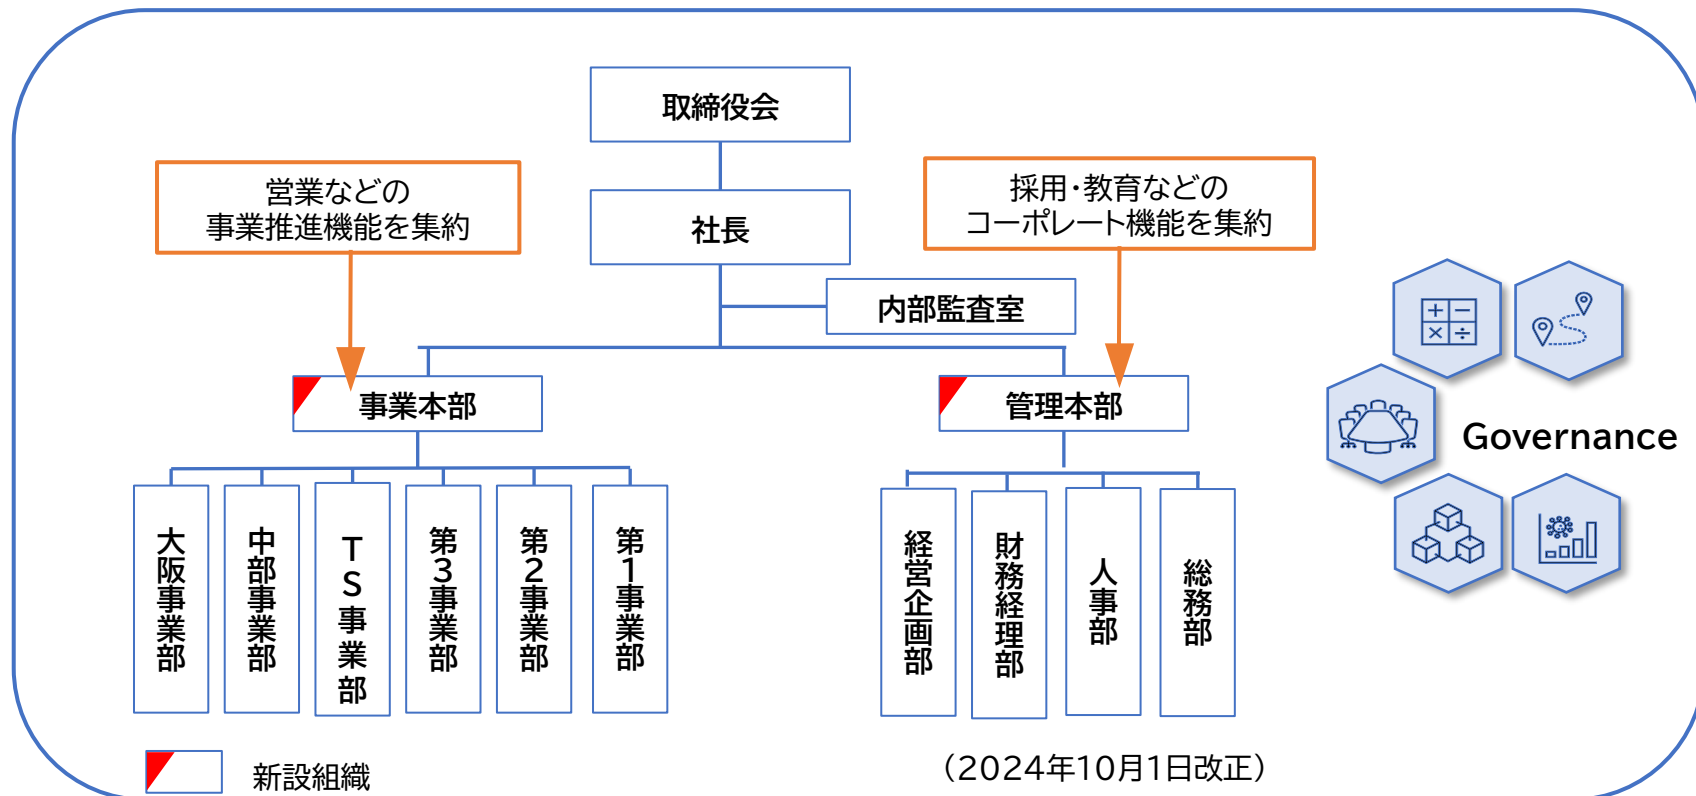 取締役会
営業などの
事業推進機能を集約
社長
採用・教育などの
コーポレート機能を集約
内部監査室
事業本部
管理本部
Governance
大阪事業部
中部事業部
TS事業部
第3事業部
第2事業部
第1事業部
経営企画部
財務経理部
人事部
総務部
新設組織
（2024年10月1日改正）